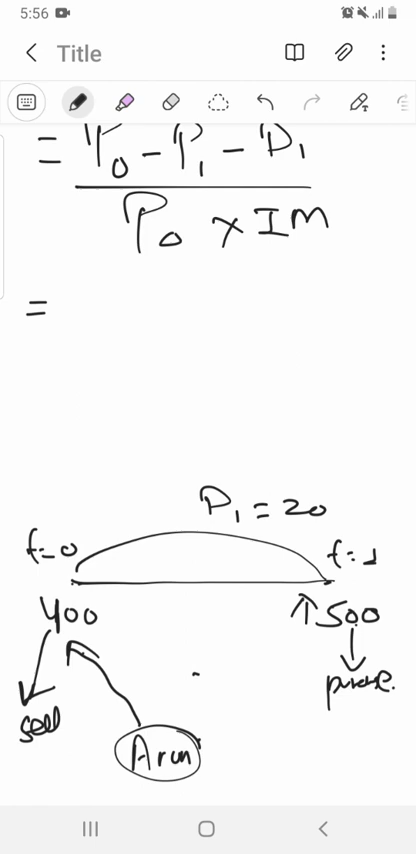 5:56
Title
= P₀ - P₁ - D₁
P₀ × IM
=
D₁ = 20
t=0
t=1
400
↑500
sell
Arun